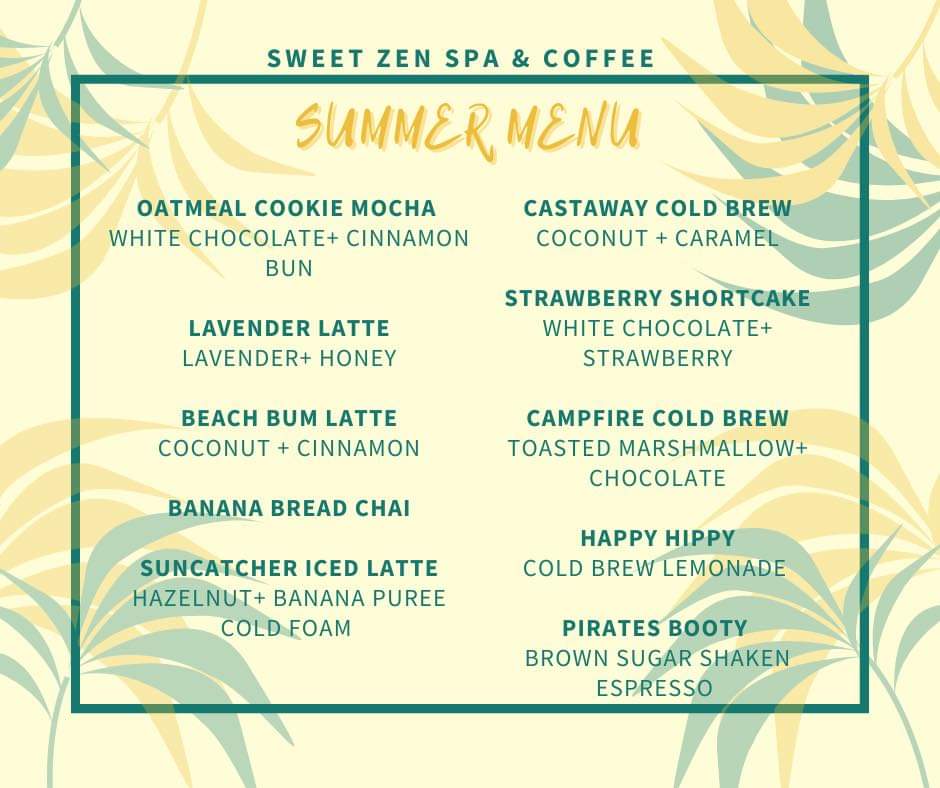 SWEET ZEN SPA & COFFEE
SUMMER MENU
OATMEAL COOKIE MOCHA
WHITE CHOCOLATE+ CINNAMON
BUN
LAVENDER LATTE
LAVENDER+ HONEY
BEACH BUM LATTE
COCONUT + CINNAMON
BANANA BREAD CHAI
SUNCATCHER ICED LATTE
HAZELNUT+ BANANA PUREE
COLD FOAM
CASTAWAY COLD BREW
COCONUT + CARAMEL
STRAWBERRY SHORTCAKE
WHITE CHOCOLATE+
STRAWBERRY
CAMPFIRE COLD BREW
TOASTED MARSHMALLOW+
CHOCOLATE
HAPPY HIPPY
COLD BREW LEMONADE
PIRATES BOOTY
BROWN SUGAR SHAKEN
ESPRESSO